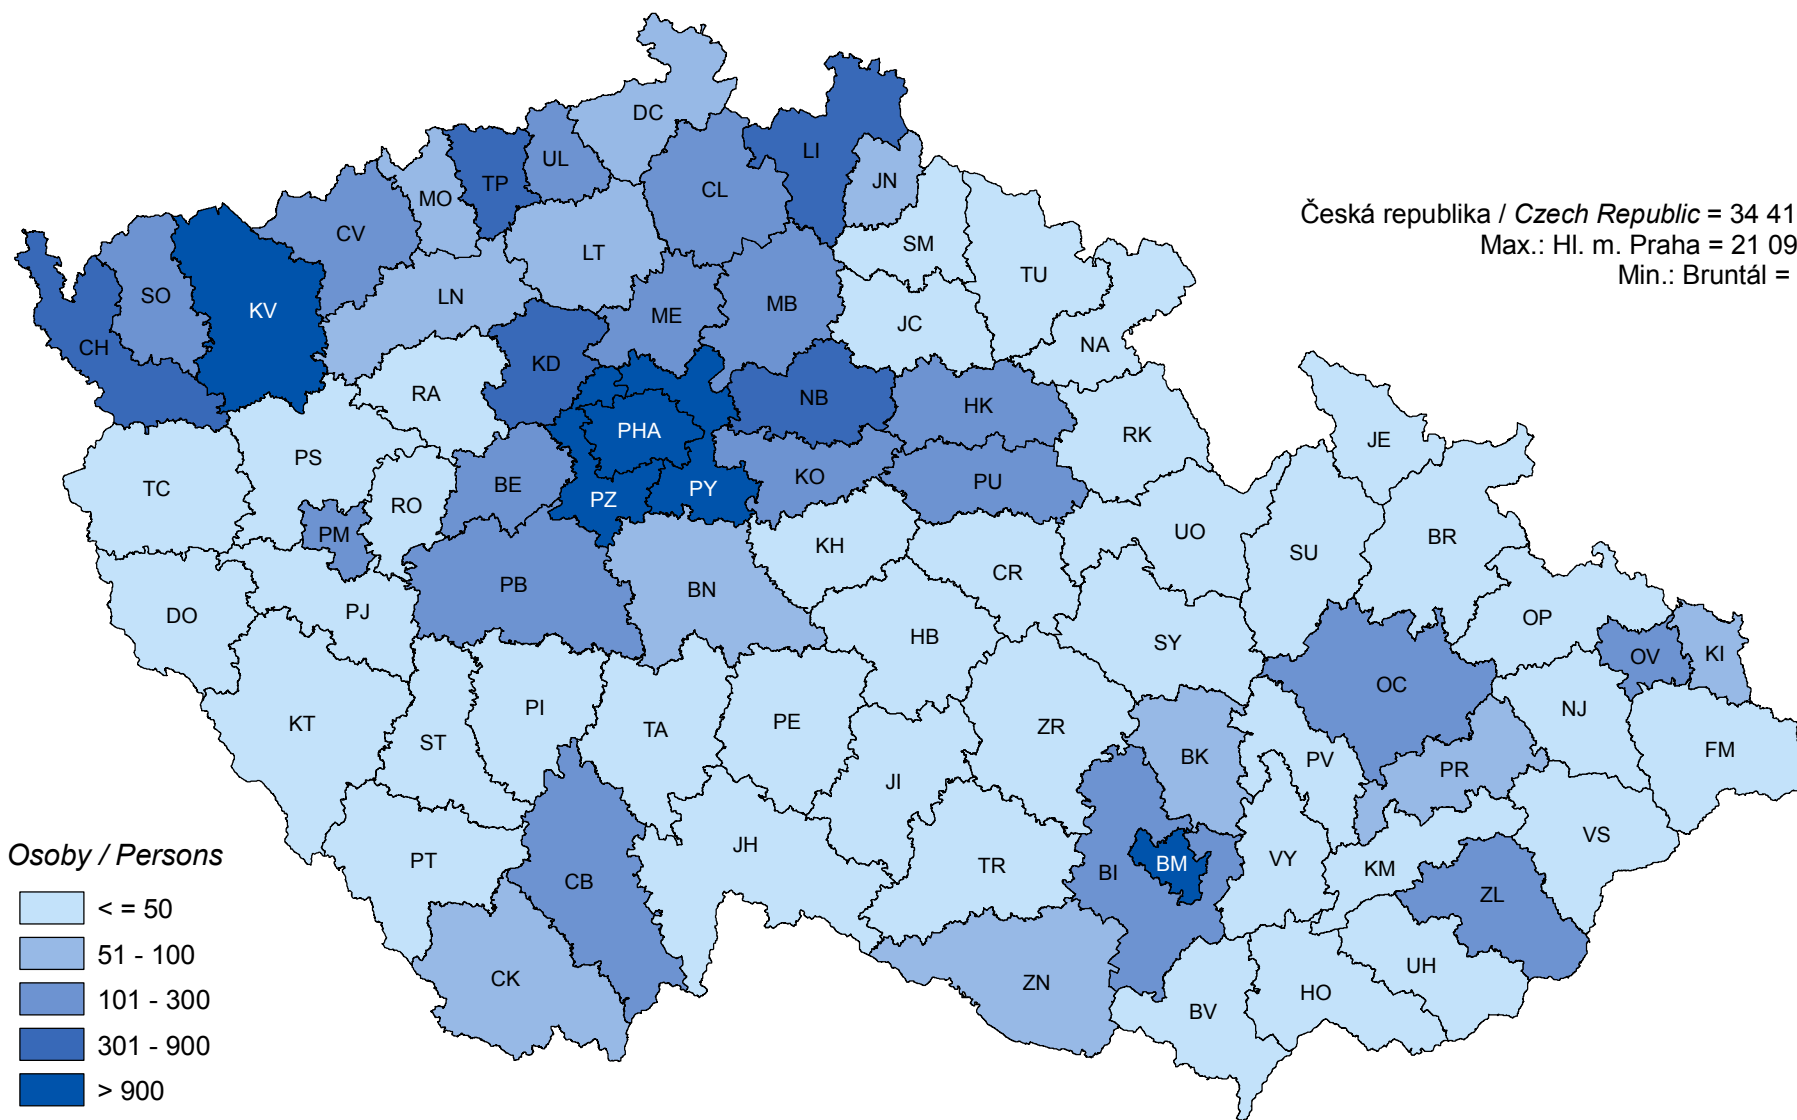 DC
LI
UL
TP
CL
JN
MO
CV
Česká republika / Czech Republic = 34 41
Max.: Hl. m. Praha = 21 09
Min.: Bruntál =
SM
LT
TU
SO
LN
KV
ME
MB
JC
NA
CH
KD
RA
NB
HK
PHA
RK
JE
PS
TC
BE
KO
PU
PZ
PY
RO
PM
UO
SU
BR
KH
CR
PB
BN
DO
PJ
HB
SY
OP
OV
KI
OC
KT
PI
ST
TA
PE
ZR
NJ
FM
BK
PV
PR
JI
VS
JH
PT
TR
BI
BM
VY
KM
CB
ZL
CK
ZN
UH
HO
BV
Osoby / Persons
< = 50
51 - 100
101 - 300
301 - 900
> 900